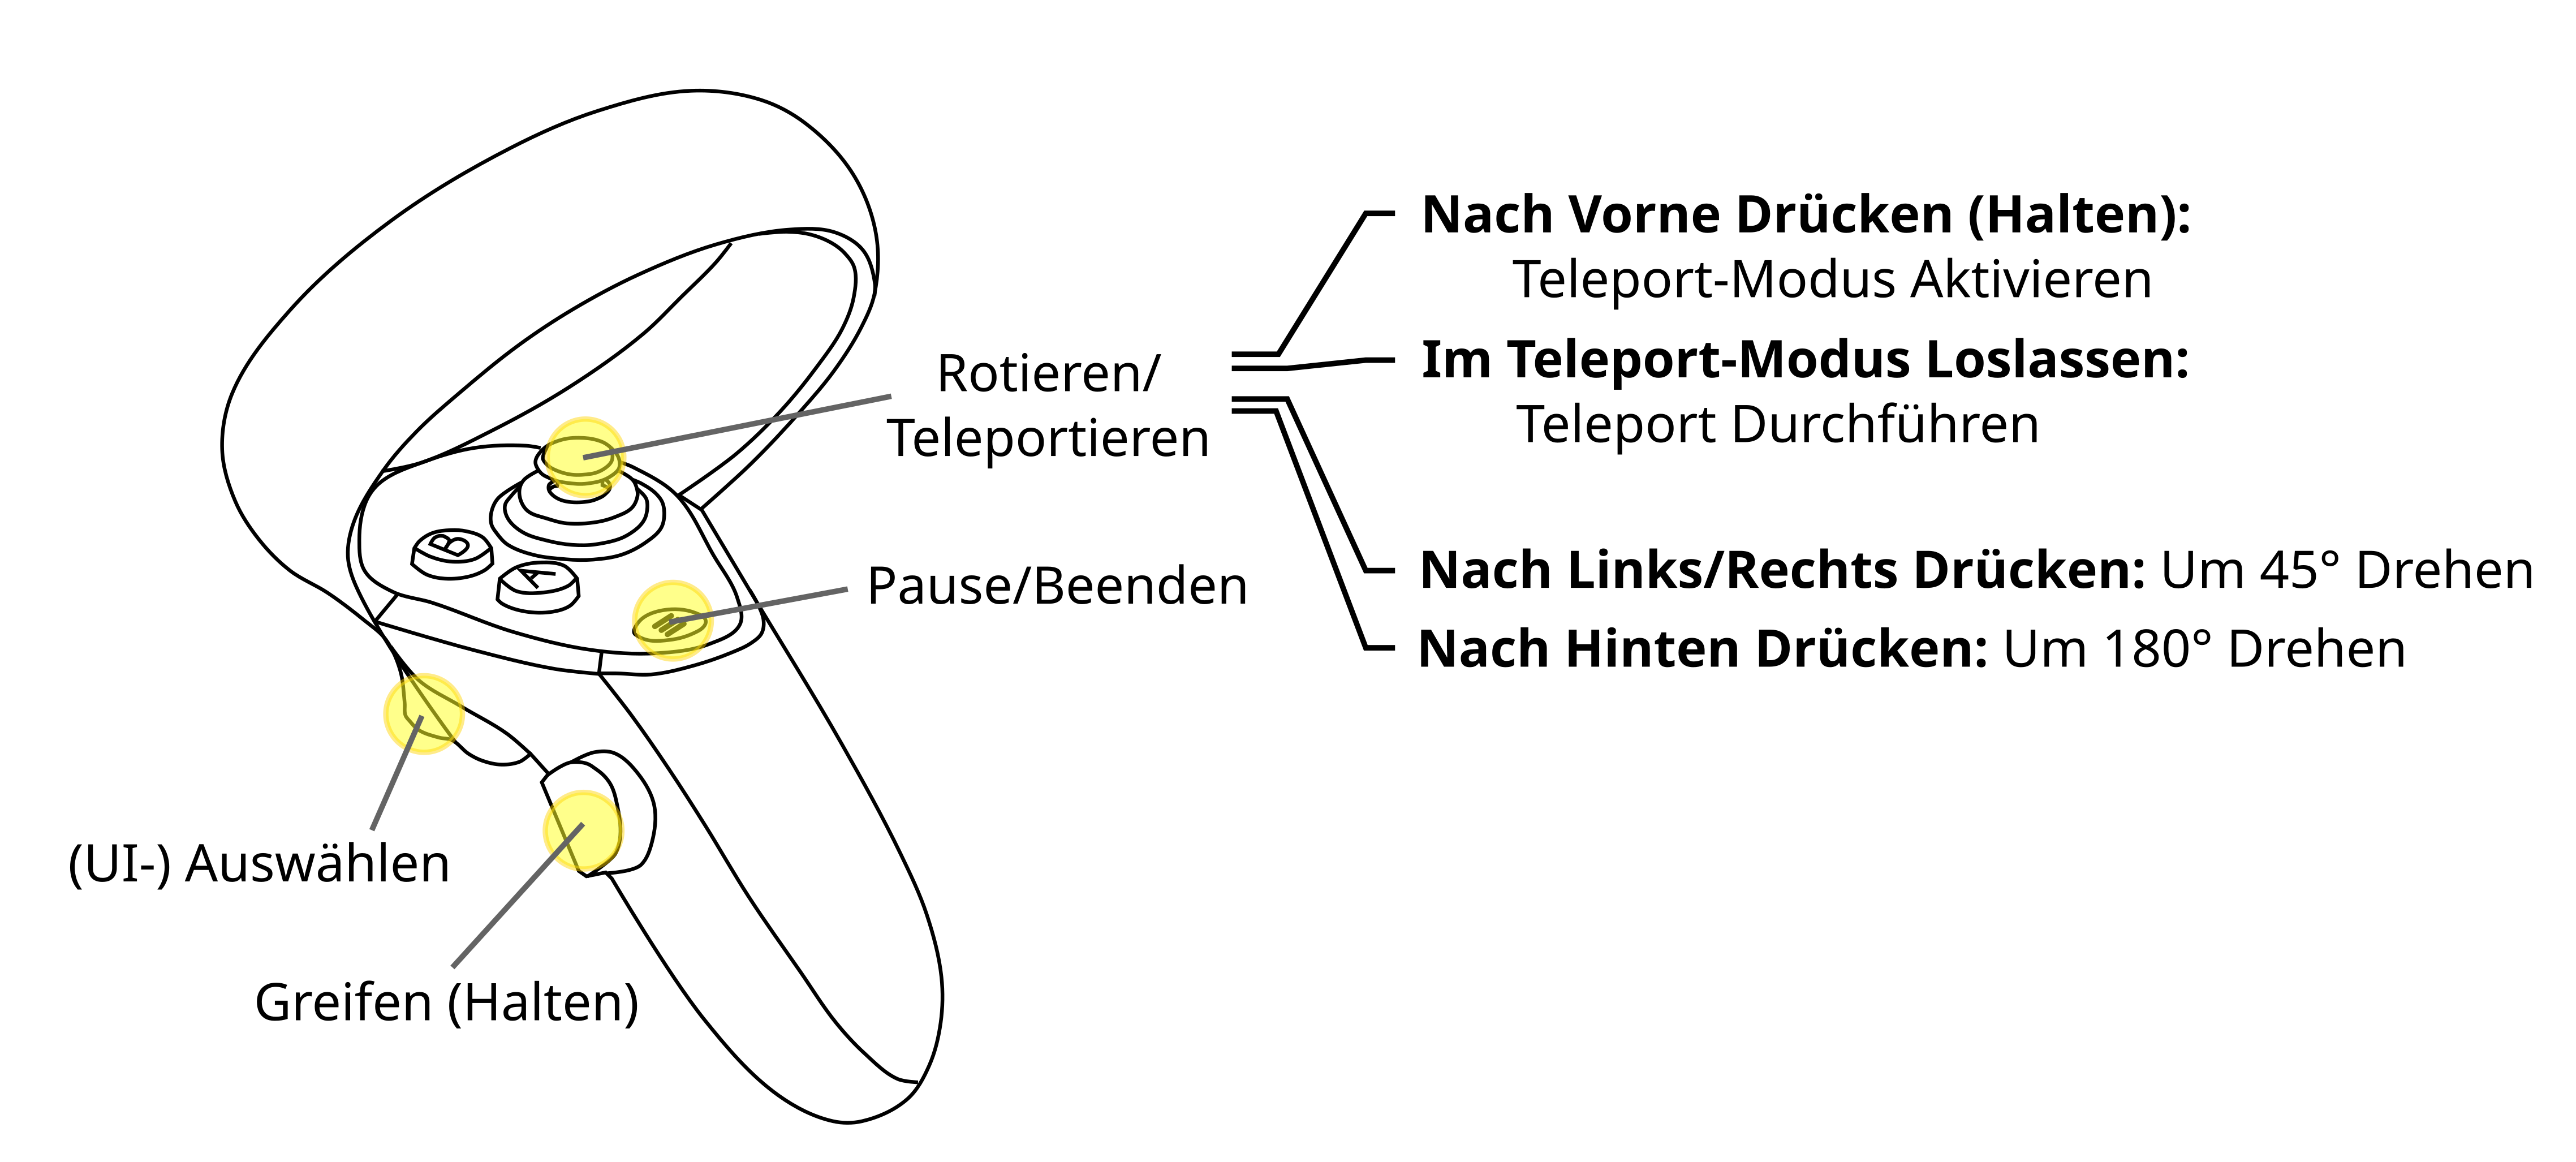 Nach Vorne Drücken (Halten):
Teleport-Modus Aktivieren
Im Teleport-Modus Loslassen:
Teleport Durchführen
Rotieren/
Teleportieren
Nach Links/Rechts Drücken: Um 45° Drehen
Nach Hinten Drücken: Um 180° Drehen
B
A
Pause/Beenden
(UI-) Auswählen
Greifen (Halten)